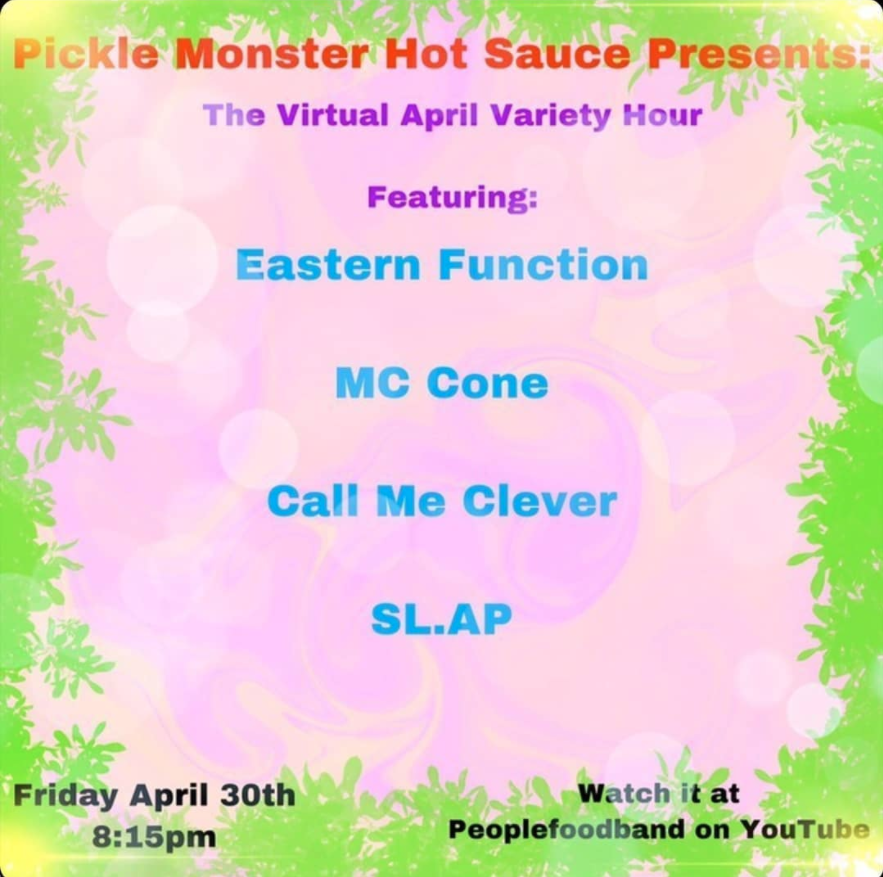 Pickle Monster Hot Sauce Presents:
The Virtual April Variety Hour
Featuring:
Eastern Function
MC Cone
Call Me Clever
SL.AP
Friday April 30th
8:15pm
Watch it at
Peoplefoodband on YouTube